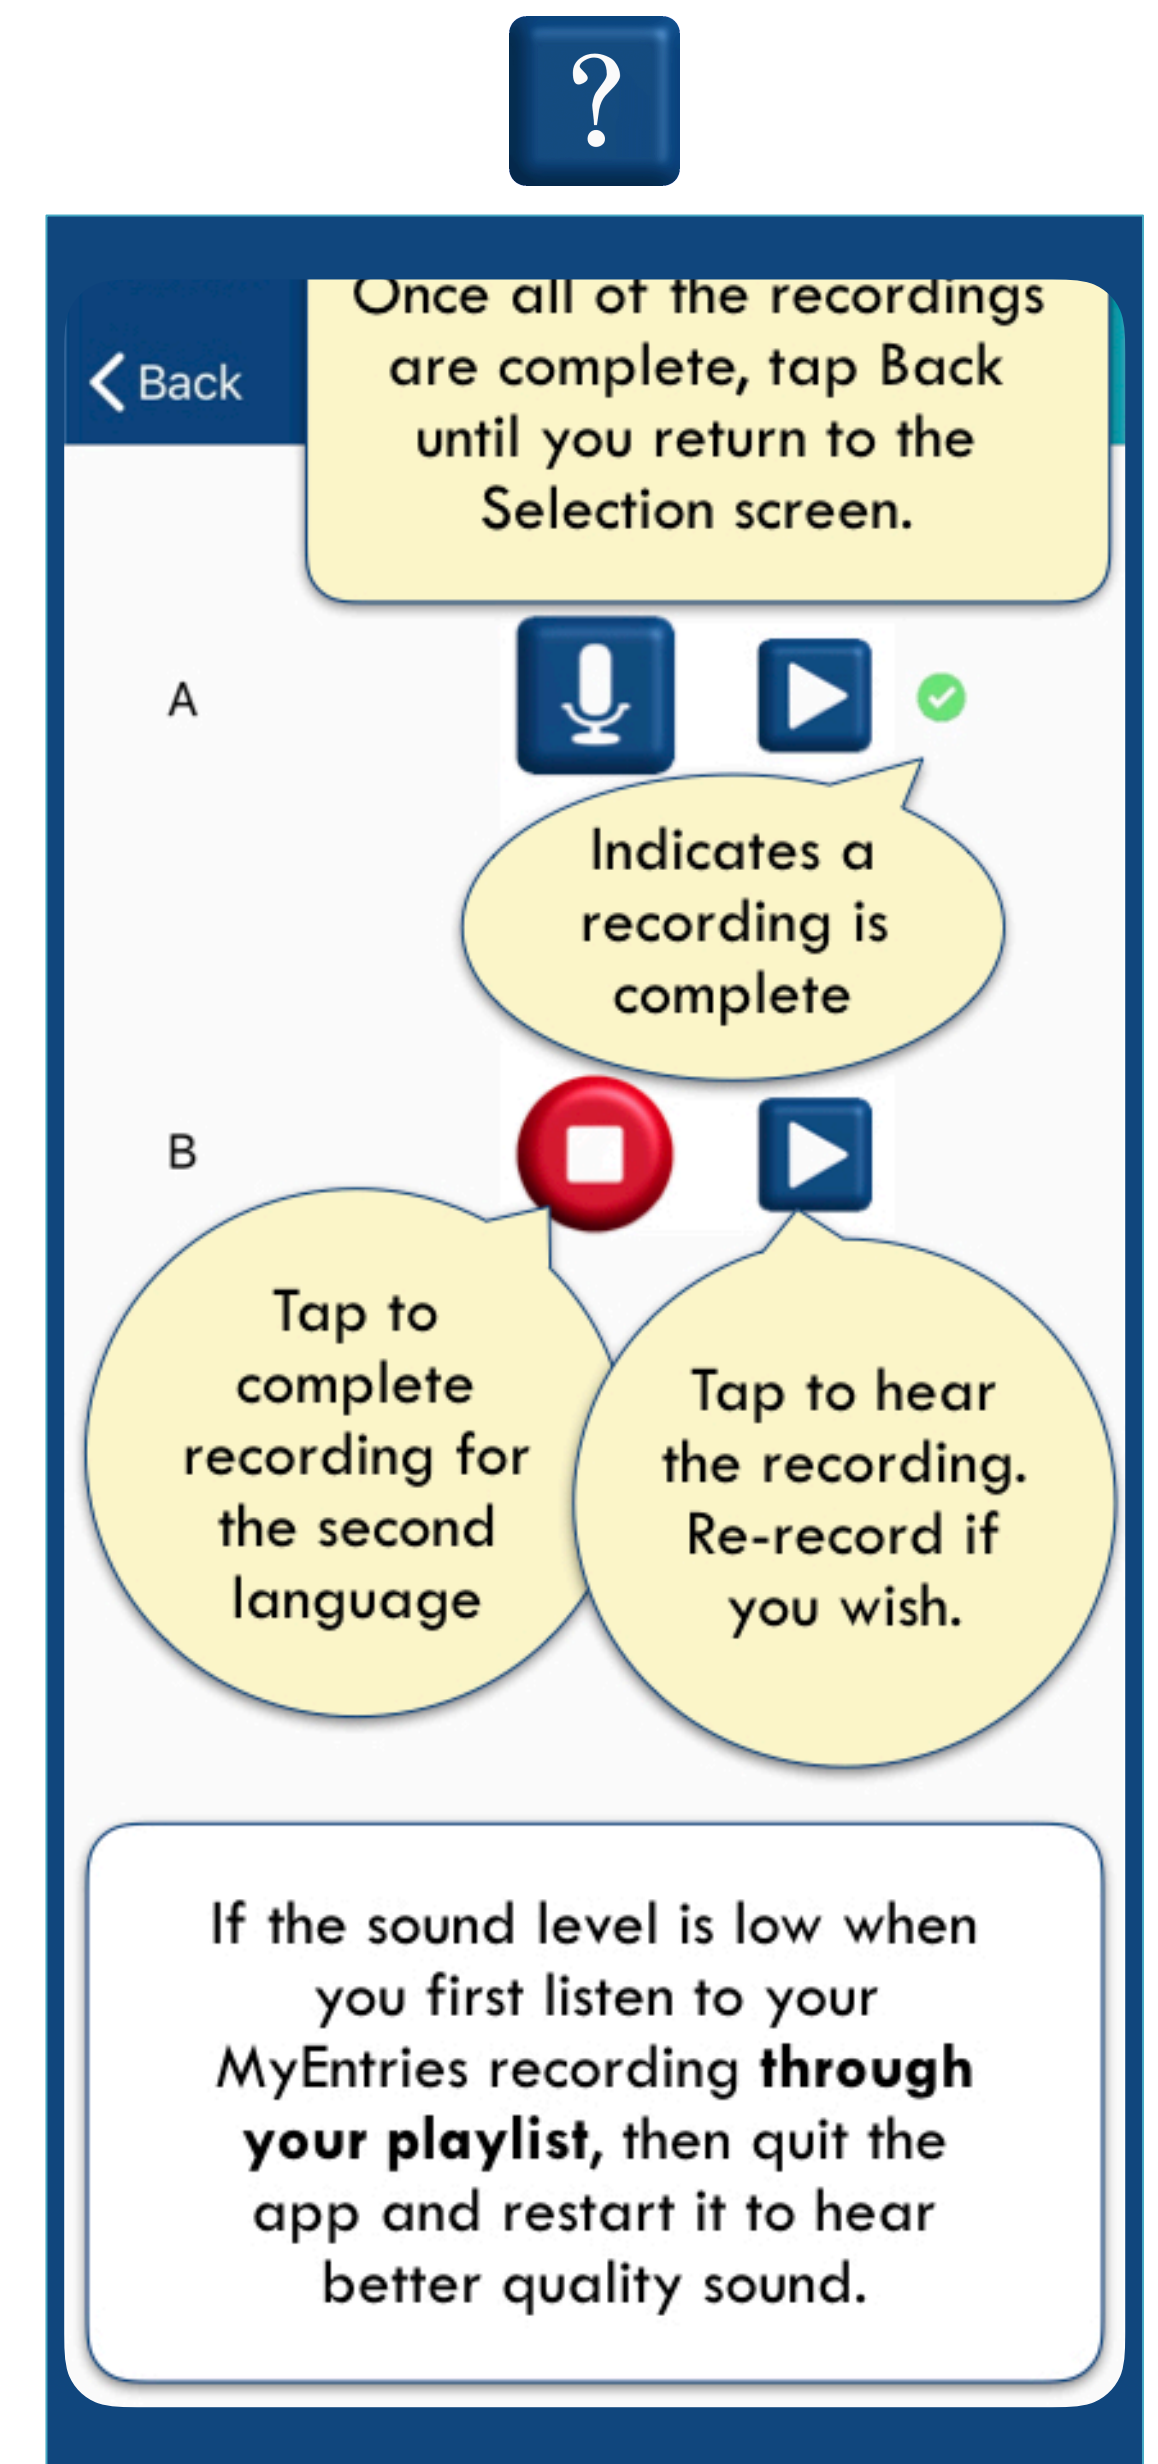 ?
Once all of the recordings
are complete, tap Back
until you return to the
Selection screen.
Back
A
Indicates a
recording is
complete
B
Tap to
complete
recording for
the second
language
Tap to hear
the recording.
Re-record if
you wish.
If the sound level is low when
you first listen to your
MyEntries recording through
your playlist, then quit the
app and restart it to hear
better quality sound.